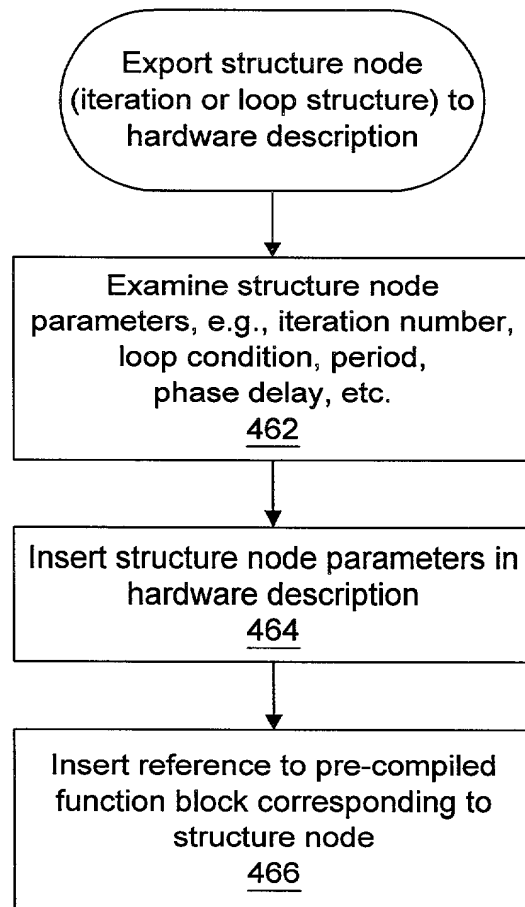 Export structure node
(iteration or loop structure) to
hardware description
Examine structure node
parameters, e.g., iteration number,
loop condition, period,
phase delay, etc.
462
Insert structure node parameters in
hardware description
464
Insert reference to pre-compiled
function block corresponding to
structure node
466